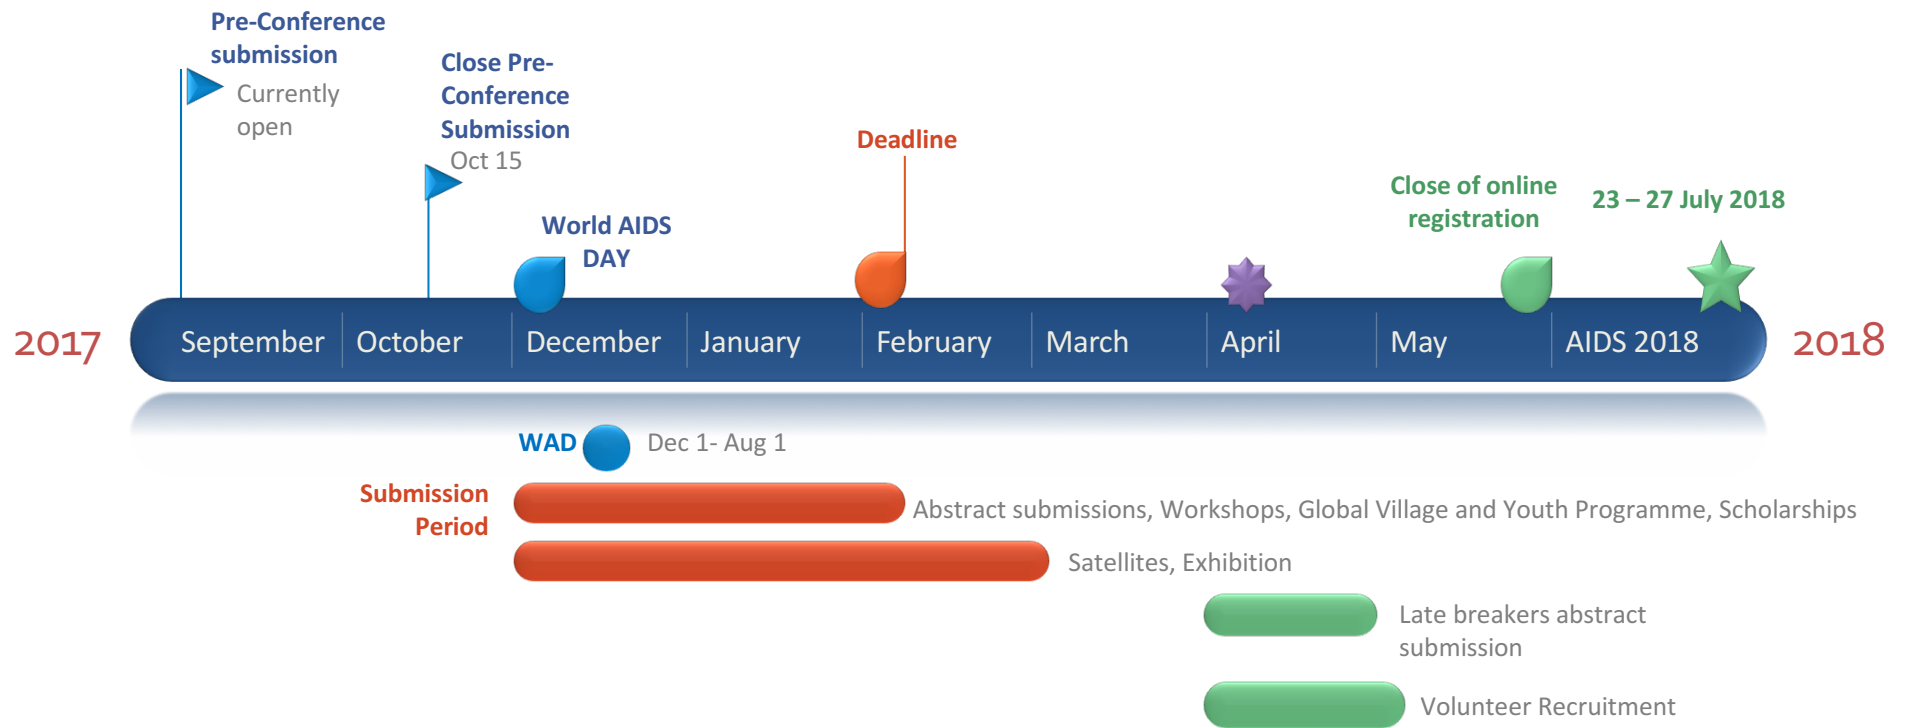 Pre-Conference
submission
Currently
open
Close Pre-
Conference
Submission
Oct 15
World AIDS
DAY
Deadline
Close of online
registration
23 – 27 July 2018
2017
September
October
December
January
February
March
April
May
AIDS 2018
2018
WAD
Dec 1- Aug 1
Submission
Period
Abstract submissions, Workshops, Global Village and Youth Programme, Scholarships
Satellites, Exhibition
Late breakers abstract
submission
Volunteer Recruitment